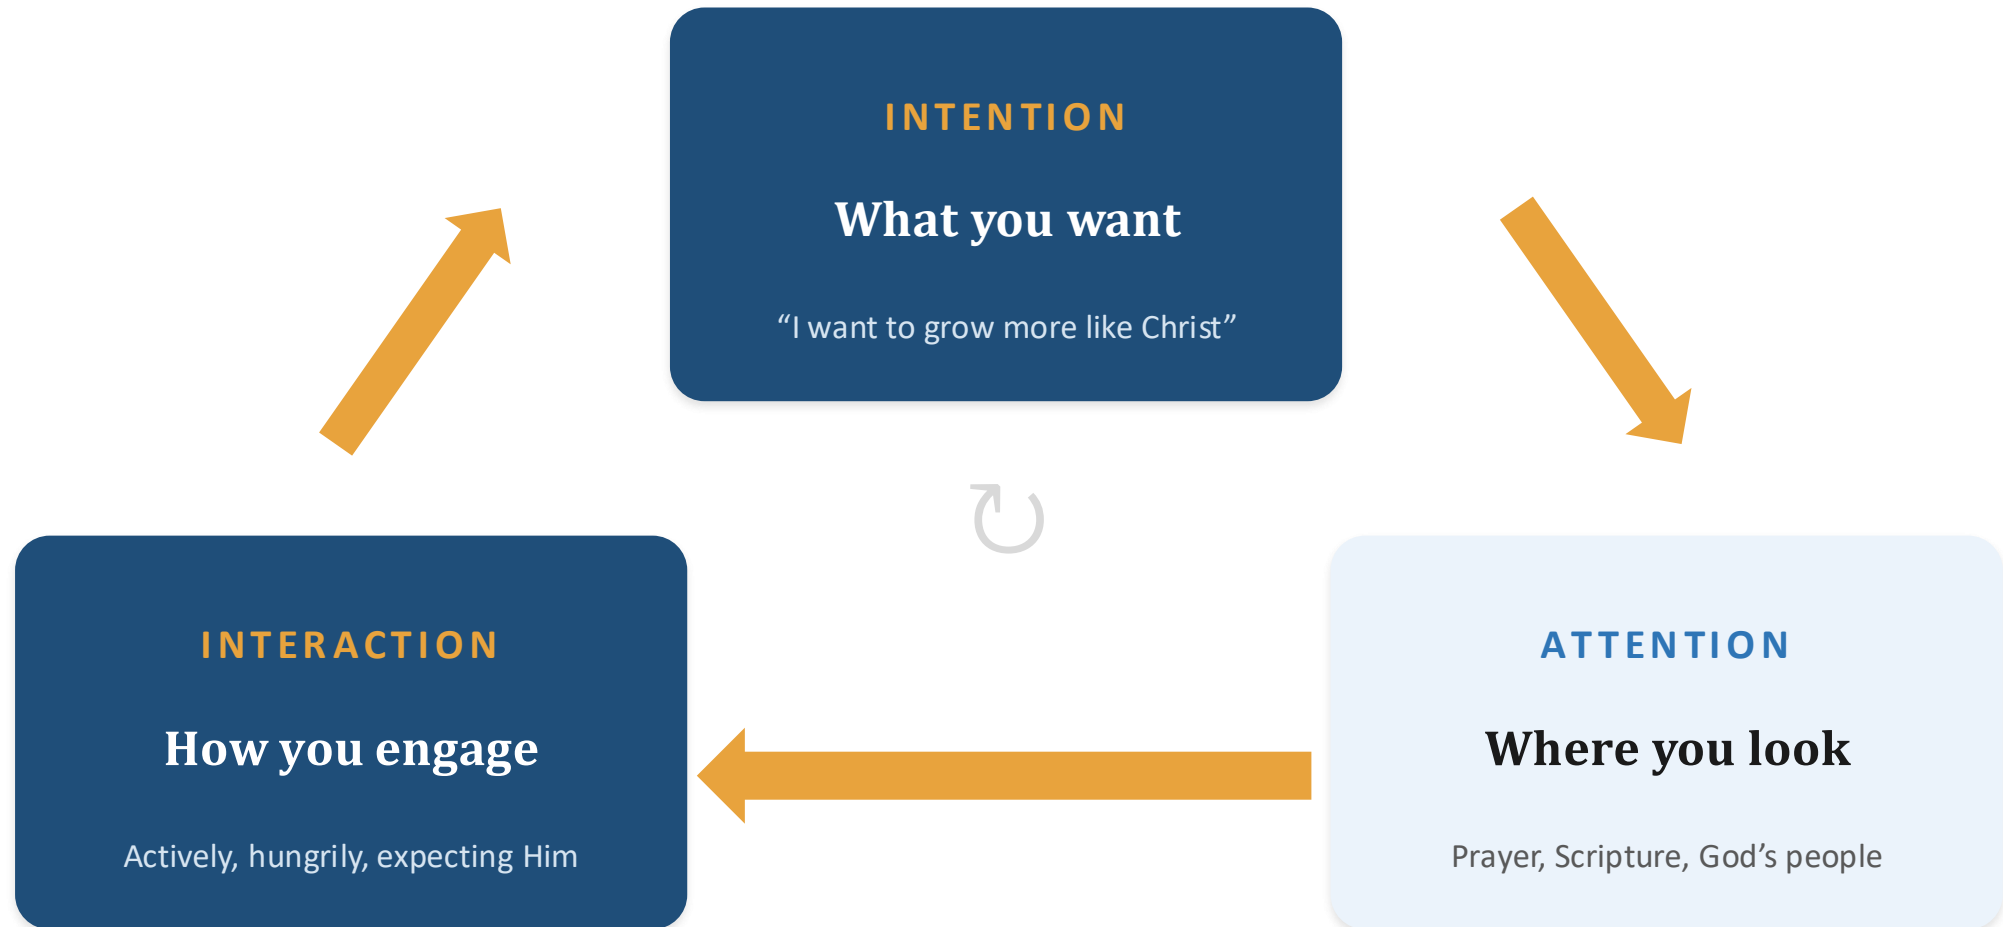 INTENTION
What you want
“I want to grow more like Christ”
INTERACTION
How you engage
Actively, hungrily, expecting Him
ATTENTION
Where you look
Prayer, Scripture, God’s people